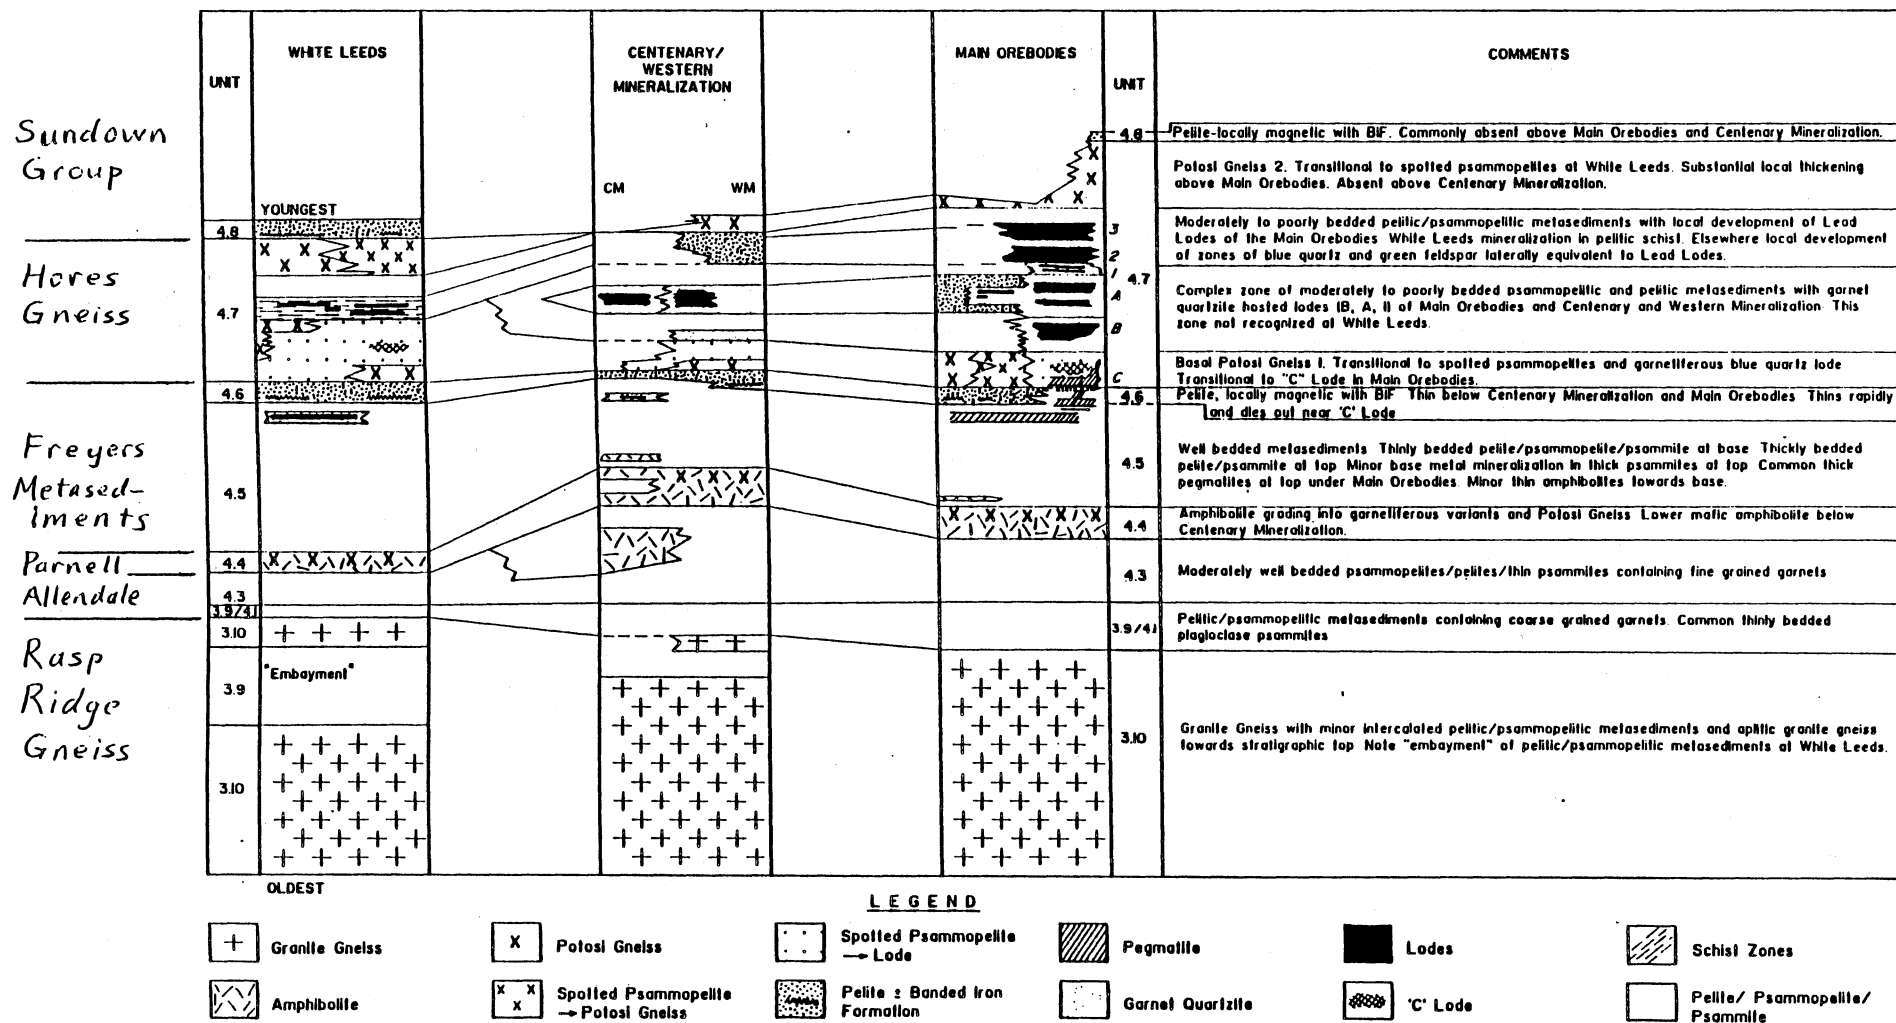 Sundown
Group
Hores
Gneiss
Freyers
Metased-
iments
Parnell
Allendale
Rasp
Ridge
Gneiss
UNIT
4.8
4.7
4.6
4.5
4.4
4.3
3.9/4.1
3.10
3.9
3.10
WHITE LEEDS
YOUNGEST
"Embayment"
OLDEST
CENTENARY/
WESTERN
MINERALIZATION
CM WM
MAIN OREBODIES
3
2
1
A
B
C
UNIT
4.8
4.7
4.6
4.5
4.4
4.3
3.9/4.1
3.10
COMMENTS
Pelite-locally magnetic with BIF. Commonly absent above Main Orebodies and Centenary Mineralization.
Potosi Gneiss 2. Transitional to spotted psammopelites at White Leeds. Substantial local thickening
above Main Orebodies. Absent above Centenary Mineralization.
Moderately to poorly bedded pelitic/psammopelitic metasediments with local development of Lead
Lodes of the Main Orebodies White Leeds mineralization in pelitic schist. Elsewhere local development
of zones of blue quartz and green feldspar laterally equivalent to Lead Lodes.
Complex zone of moderately to poorly bedded psammopelitic and pelitic metasediments with garnet
quartzite hosted lodes (B, A, 1) of Main Orebodies and Centenary and Western Mineralization This
zone not recognized at White Leeds.
Basal Potosi Gneiss 1. Transitional to spotted psammopelites and garnetiferous blue quartz lode
Transitional to "C" Lode in Main Orebodies.
Pelite, locally magnetic with BIF Thin below Centenary Mineralization and Main Orebodies Thins rapidly
and dies out near 'C' Lode
Well bedded metasediments Thinly bedded pelite/psammopelite/psammite at base Thickly bedded
pelite/psammite at top Minor base metal mineralization in thick psammites at top Common thick
pegmatites at top under Main Orebodies. Minor thin amphibolites towards base.
Amphibolite grading into garnetiferous variants and Potosi Gneiss Lower mafic amphibolite below
Centenary Mineralization.
Moderately well bedded psammopelites/pelites/thin psammites containing fine grained garnets
Pelitic/psammopelitic metasediments containing coarse grained garnets. Common thinly bedded
plagioclase psammites
Granite Gneiss with minor intercalated pelitic/psammopelitic metasediments and aplitic granite gneiss
towards stratigraphic top Note "embayment" of pelitic/psammopelitic metasediments at White Leeds.
LEGEND
Granite Gneiss
Potosi Gneiss
Spotted Psammopelite
→ Lode
Pegmatite
Lodes
Schist Zones
Amphibolite
Spotted Psammopelite
→ Potosi Gneiss
Pelite ± Banded Iron
Formation
Garnet Quartzite
'C' Lode
Pelite/ Psammopelite/
Psammite